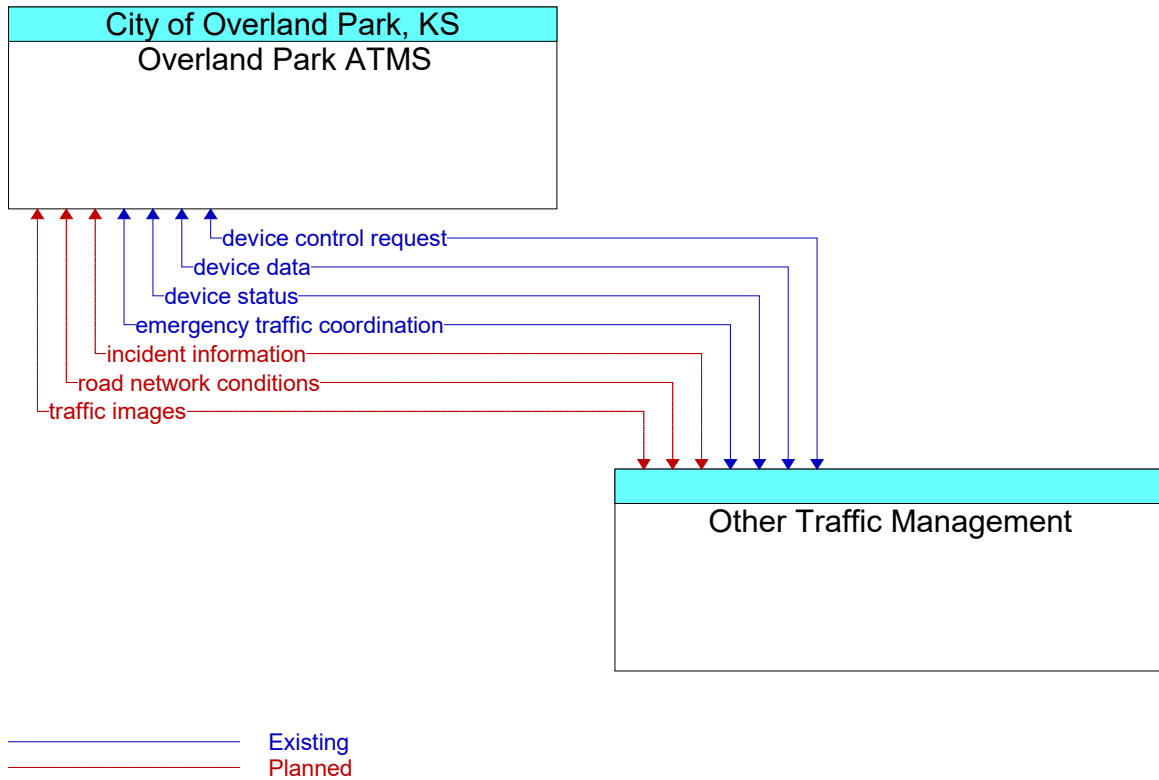 City of Overland Park, KS
Overland Park ATMS
device control request
device data
device status
emergency traffic coordination
incident information
road network conditions
traffic images
Other Traffic Management
Existing
Planned